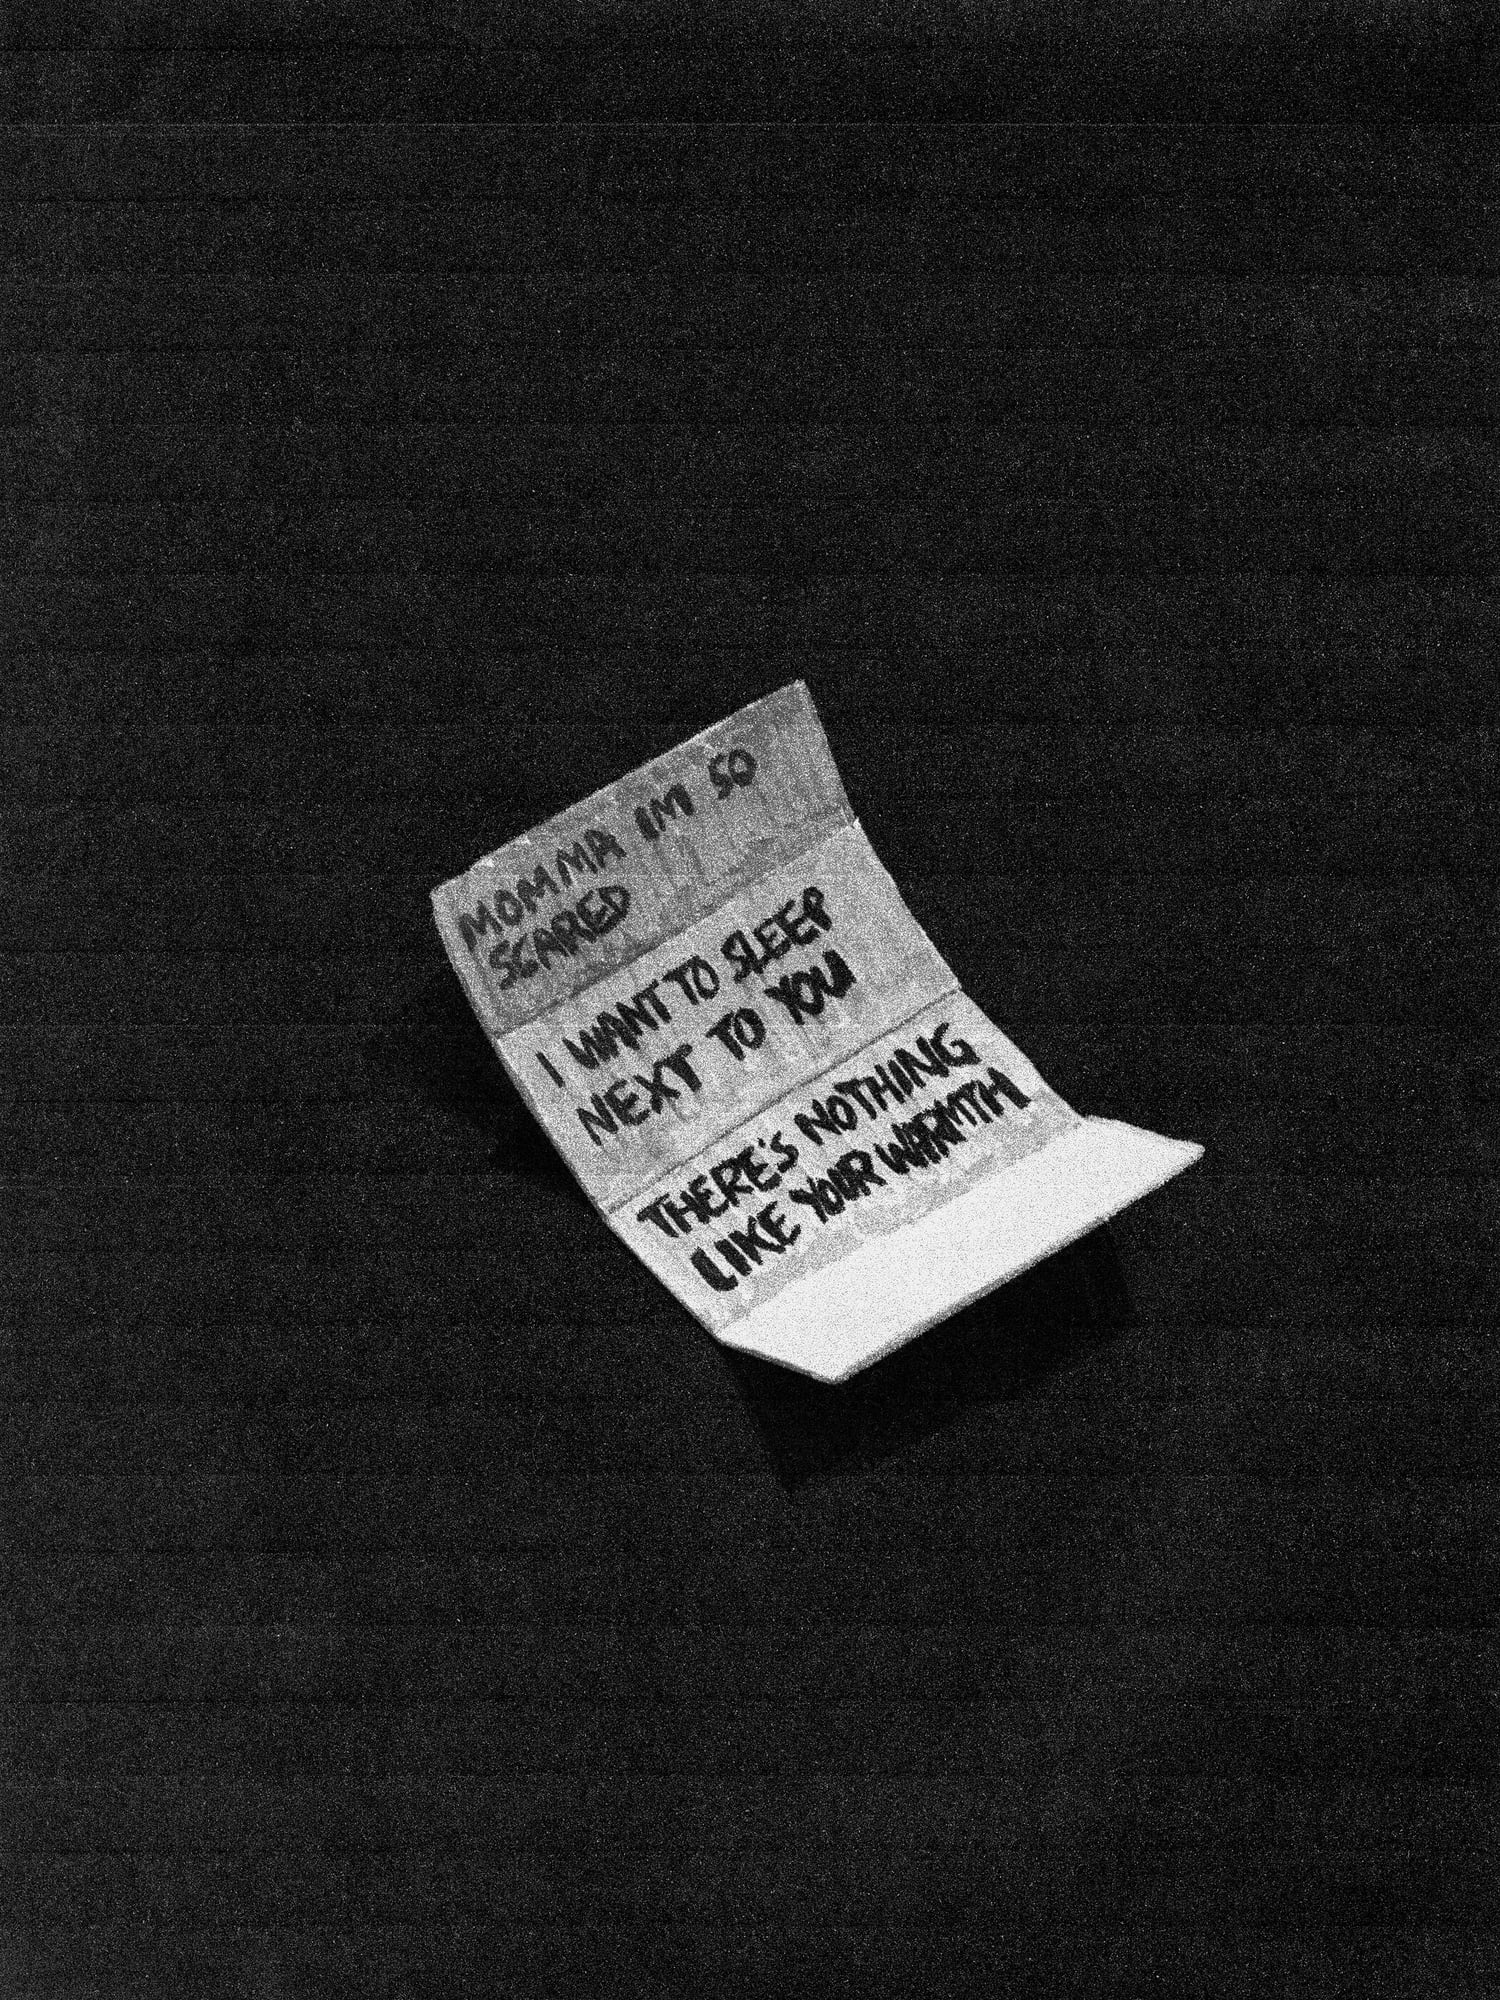 MOMMA IM SO
SCARED
I WANT TO SLEEP
NEXT TO YOU
THERE'S NOTHING
LIKE YOUR WARMTH